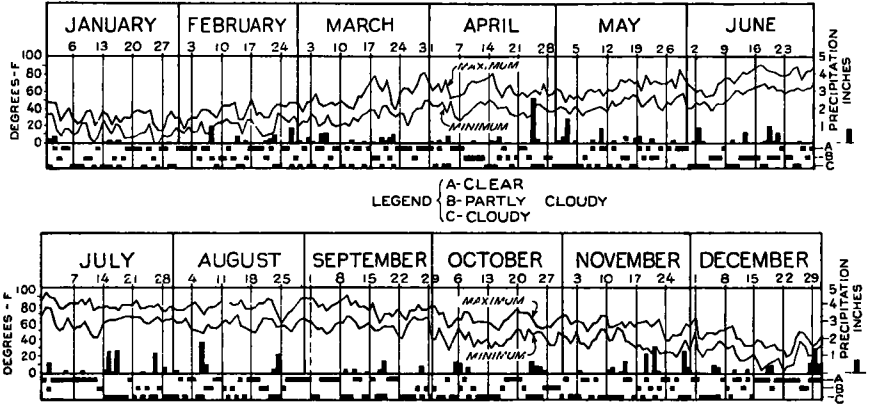 JANUARY FEBRUARY MARCH APRIL MAY JUNE
6 13 20 27 3 10 17 24 3 10 17 24 31 7 14 21 28 5 12 19 26 2 9 16 23
DEGREES-F
100
80
60
40
20
0
MAXIMUM
MINIMUM
5
4
3
2
1
PRECIPITATION
INCHES
A
B
C
LEGEND
A-CLEAR
B-PARTLY CLOUDY
C-CLOUDY
JULY AUGUST SEPTEMBER OCTOBER NOVEMBER DECEMBER
7 14 21 28 4 11 18 25 1 8 15 22 29 6 13 20 27 3 10 17 24 1 8 15 22 29
DEGREES-F
100
80
60
40
20
0
MAXIMUM
MINIMUM
5
4
3
2
1
PRECIPITATION
INCHES
A
B
C